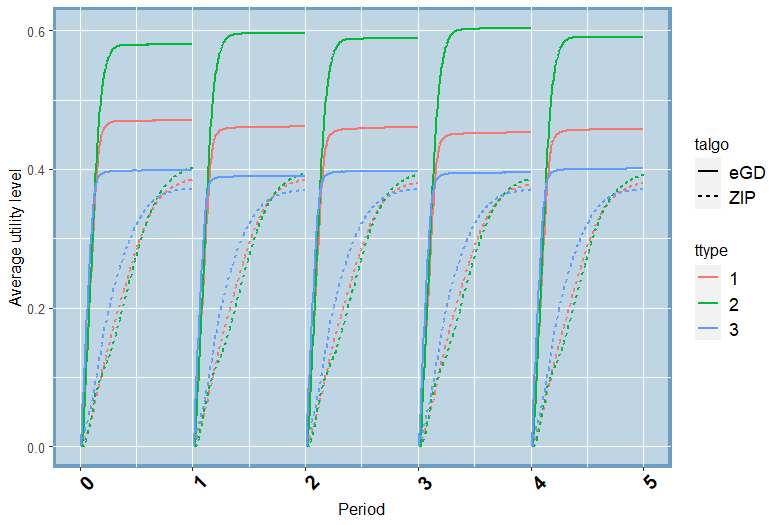 0.6
0.4
0.2
0.0
Average utility level
0 1 2 3 4 5
Period
talgo
eGD
ZIP
ttype
1
2
3